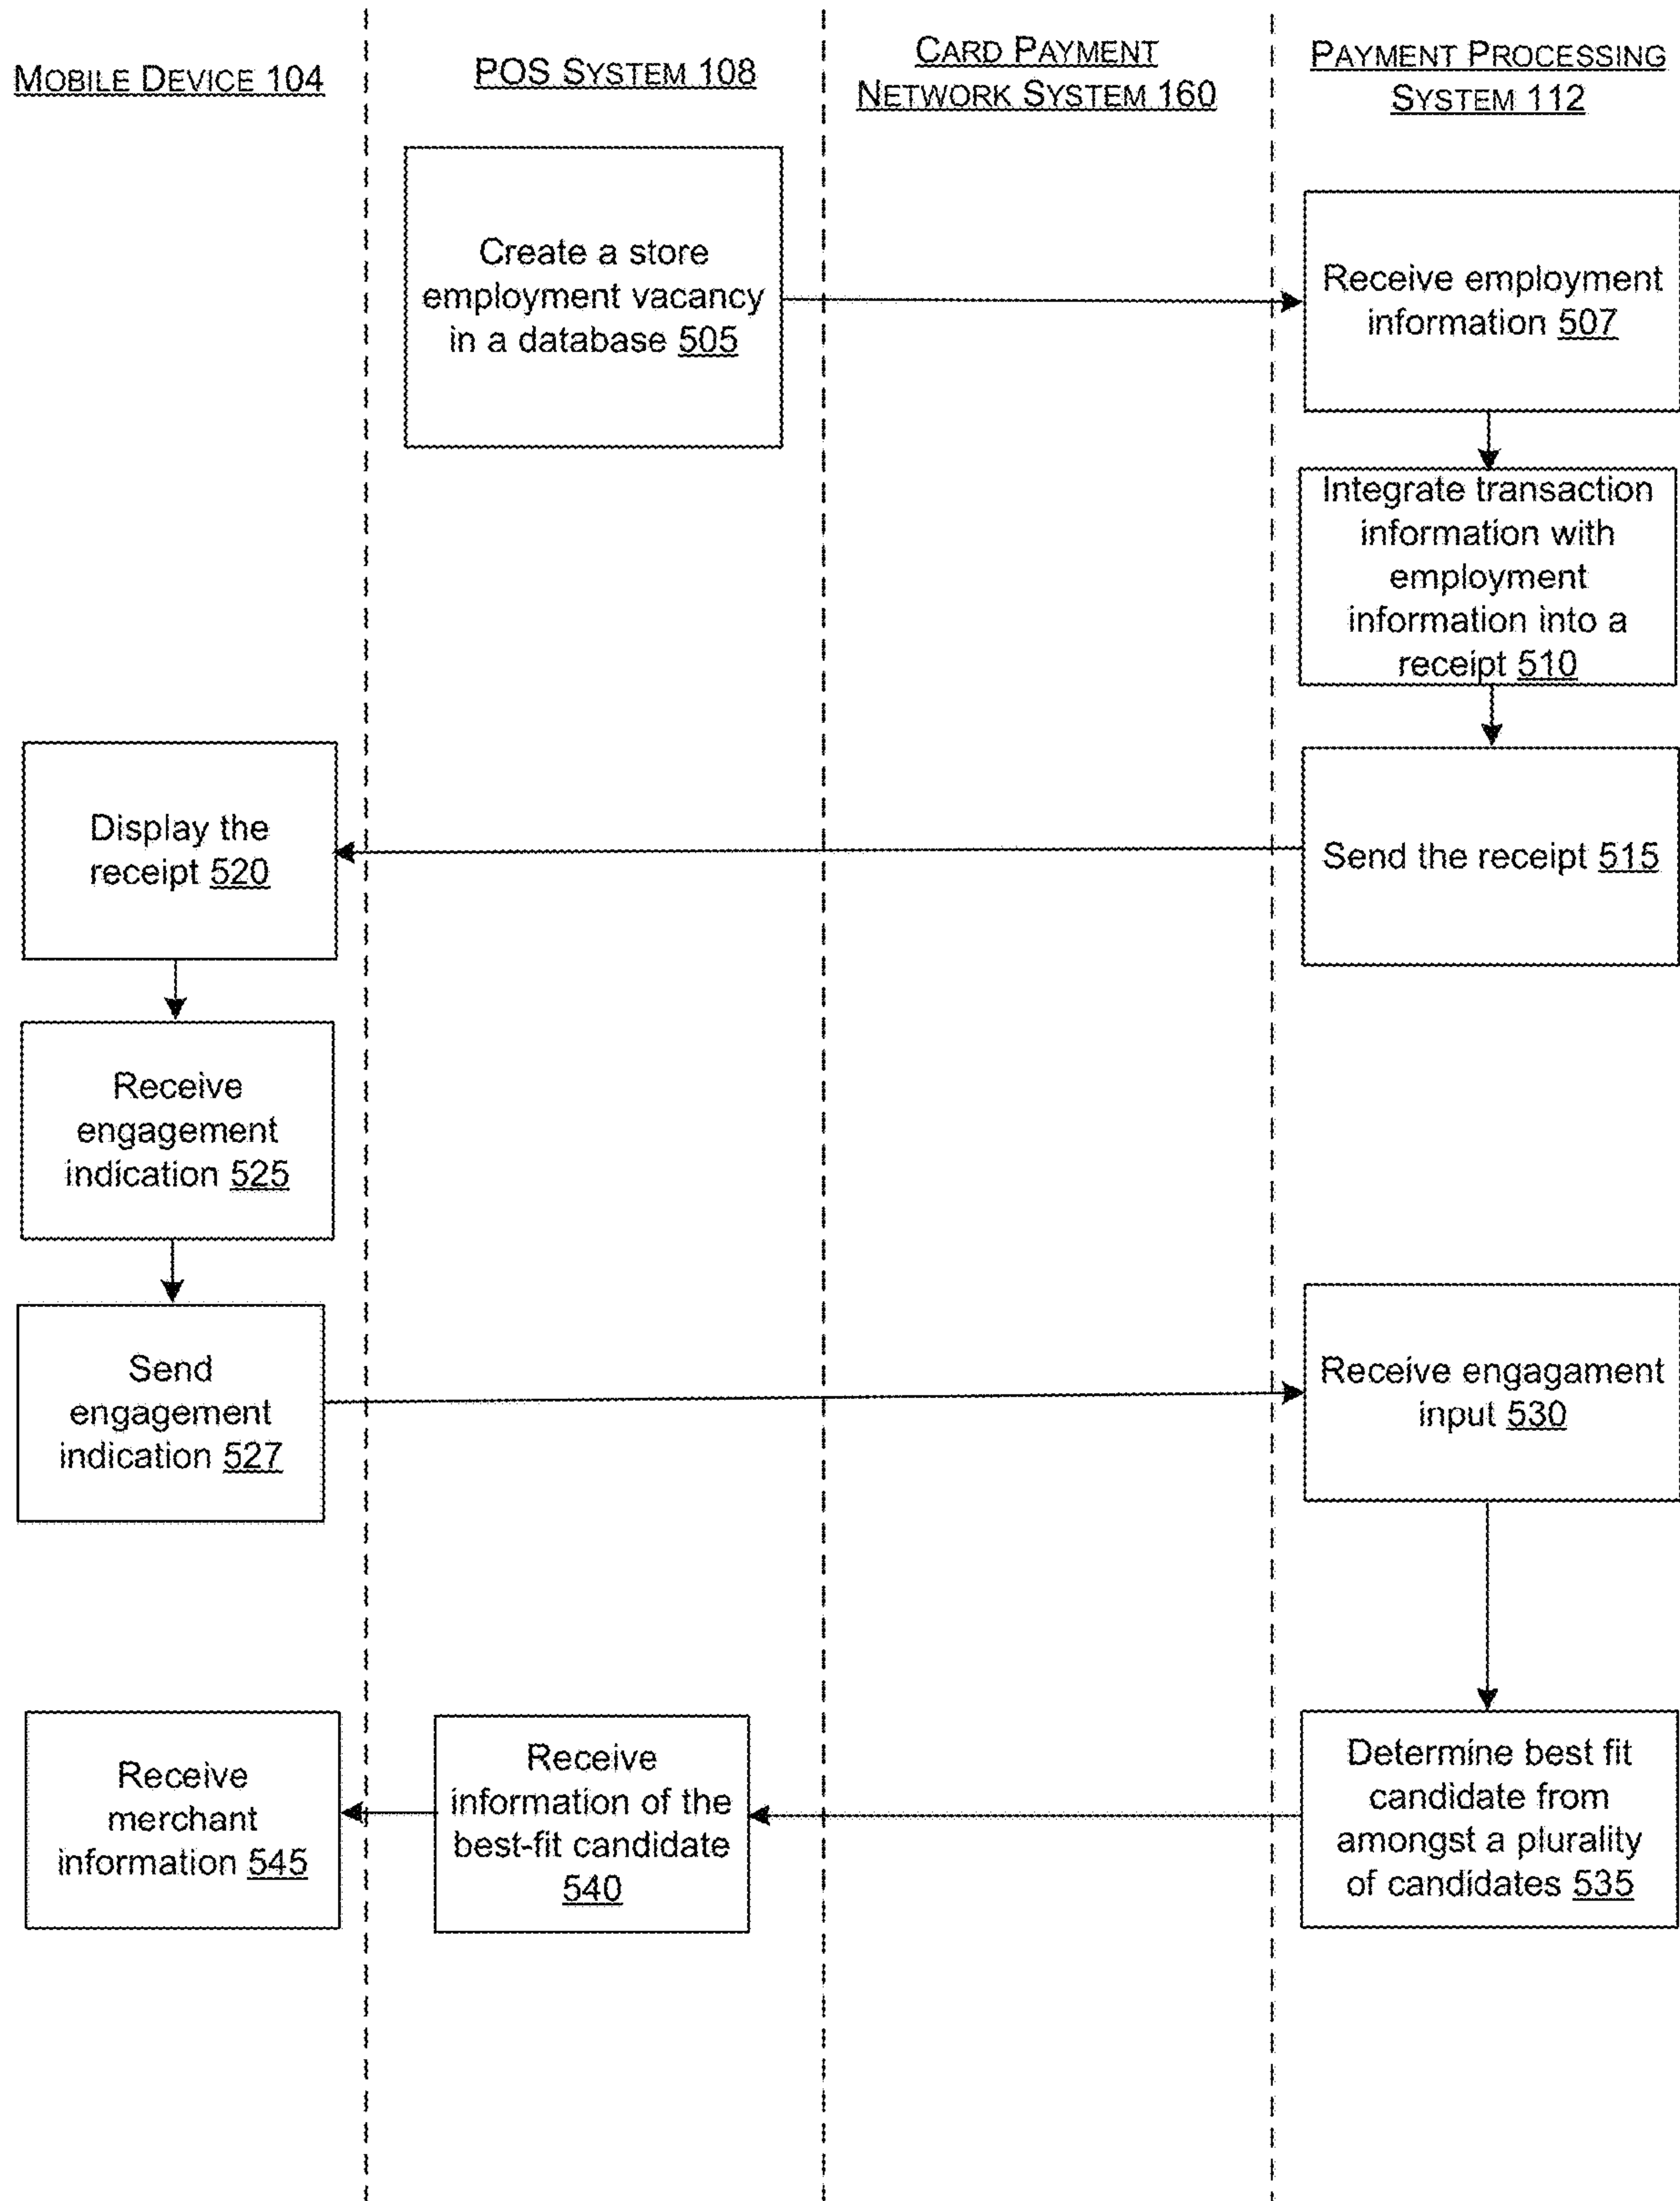 MOBILE DEVICE 104
POS SYSTEM 108
CARD PAYMENT
NETWORK SYSTEM 160
PAYMENT PROCESSING
SYSTEM 112
Create a store
employment vacancy
in a database 505
Receive employment
information 507
Integrate transaction
information with
employment
information into a
receipt 510
Send the receipt 515
Display the
receipt 520
Receive
engagement
indication 525
Send
engagement
indication 527
Receive engagament
input 530
Determine best fit
candidate from
amongst a plurality
of candidates 535
Receive
information of the
best-fit candidate
540
Receive
merchant
information 545